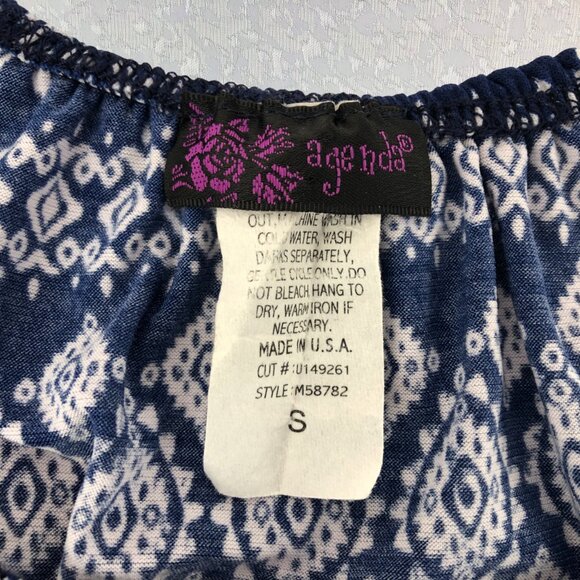 agenda®
OUT. MACHINE WASH IN
COLD WATER, WASH
DARKS SEPARATELY,
GENTLE CYCLE ONLY. DO
NOT BLEACH HANG TO
DRY, WARM IRON IF
NECESSARY.
MADE IN U.S.A.
CUT #: U149261
STYLE: M58782
S